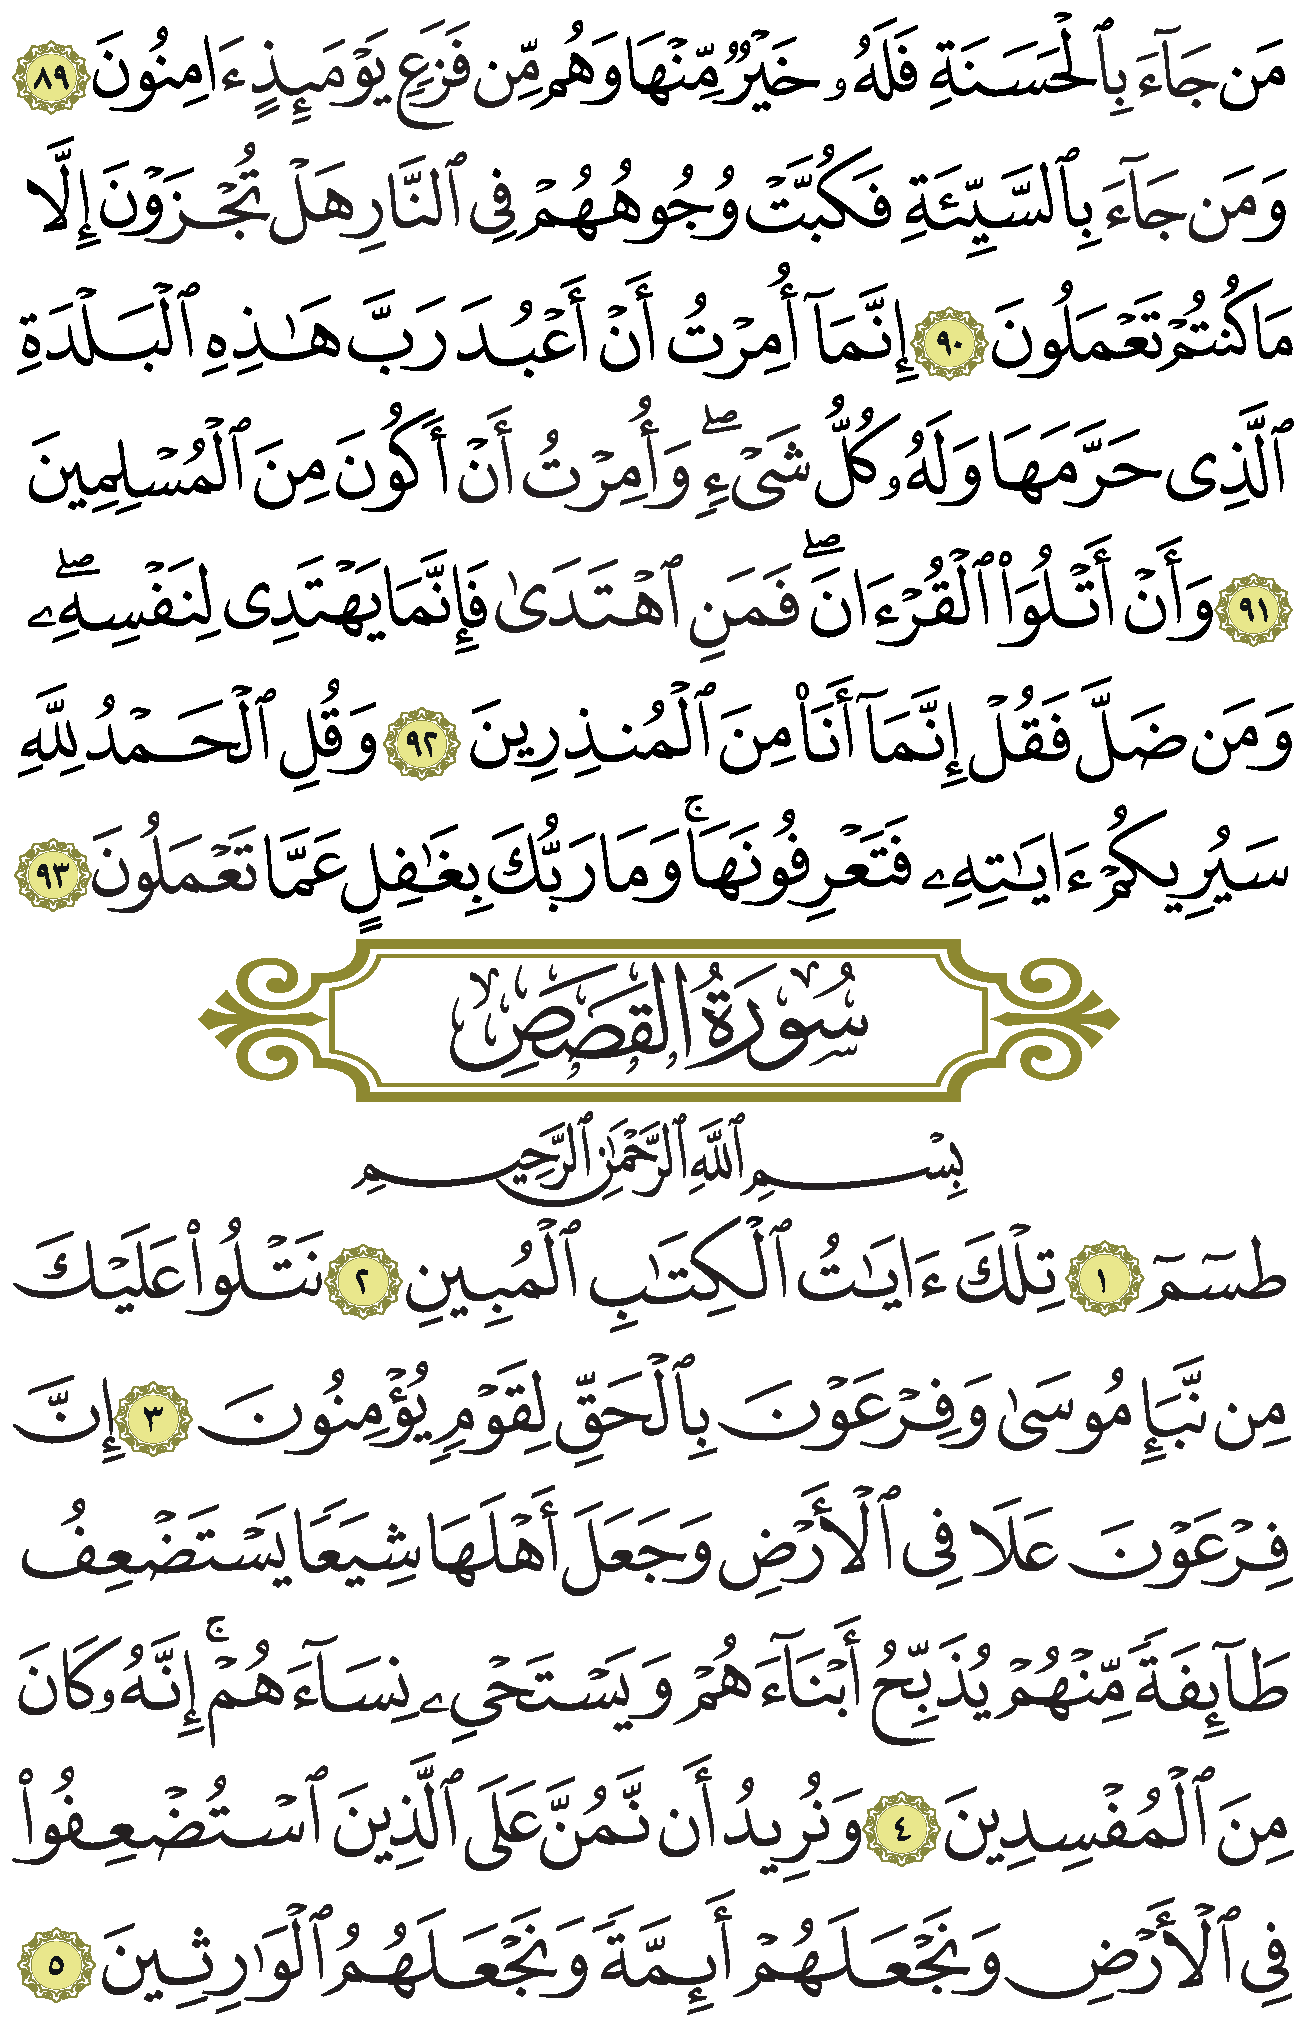 مَن جَآءَ بِٱلْحَسَنَةِ فَلَهُۥ خَيْرٌۭ مِّنْهَا وَهُم مِّن فَزَعٍۢ يَوْمَئِذٍ ءَامِنُونَ ٨٩
وَمَن جَآءَ بِٱلسَّيِّئَةِ فَكُبَّتْ وُجُوهُهُمْ فِى ٱلنَّارِ هَلْ تُجْزَوْنَ إِلَّا
مَا كُنتُمْ تَعْمَلُونَ ٩٠ إِنَّمَآ أُمِرْتُ أَنْ أَعْبُدَ رَبَّ هَـٰذِهِ ٱلْبَلْدَةِ
ٱلَّذِى حَرَّمَهَا وَلَهُۥ كُلُّ شَىْءٍۢ ۖ وَأُمِرْتُ أَنْ أَكُونَ مِنَ ٱلْمُسْلِمِينَ
٩١ وَأَنْ أَتْلُوَا۟ ٱلْقُرْءَانَ ۖ فَمَنِ ٱهْتَدَىٰ فَإِنَّمَا يَهْتَدِى لِنَفْسِهِۦ ۖ
وَمَن ضَلَّ فَقُلْ إِنَّمَآ أَنَا۠ مِنَ ٱلْمُنذِرِينَ ٩٢ وَقُلِ ٱلْحَمْدُ لِلَّهِ
سَيُرِيكُمْ ءَايَـٰتِهِۦ فَتَعْرِفُونَهَا ۚ وَمَا رَبُّكَ بِغَـٰفِلٍ عَمَّا تَعْمَلُونَ ٩٣
سُورَةُ القَصَصِ
بِسْمِ ٱللَّهِ ٱلرَّحْمَـٰنِ ٱلرَّحِيمِ
طسٓمٓ ١ تِلْكَ ءَايَـٰتُ ٱلْكِتَـٰبِ ٱلْمُبِينِ ٢ نَتْلُوا۟ عَلَيْكَ
مِن نَّبَإِ مُوسَىٰ وَفِرْعَوْنَ بِٱلْحَقِّ لِقَوْمٍۢ يُؤْمِنُونَ ٣ إِنَّ
فِرْعَوْنَ عَلَا فِى ٱلْأَرْضِ وَجَعَلَ أَهْلَهَا شِيَعًۭا يَسْتَضْعِفُ
طَآئِفَةًۭ مِّنْهُمْ يُذَبِّحُ أَبْنَآءَهُمْ وَيَسْتَحْىِۦ نِسَآءَهُمْ ۚ إِنَّهُۥ كَانَ
مِنَ ٱلْمُفْسِدِينَ ٤ وَنُرِيدُ أَن نَّمُنَّ عَلَى ٱلَّذِينَ ٱسْتُضْعِفُوا۟
فِى ٱلْأَرْضِ وَنَجْعَلَهُمْ أَئِمَّةًۭ وَنَجْعَلَهُمُ ٱلْوَٰرِثِينَ ٥